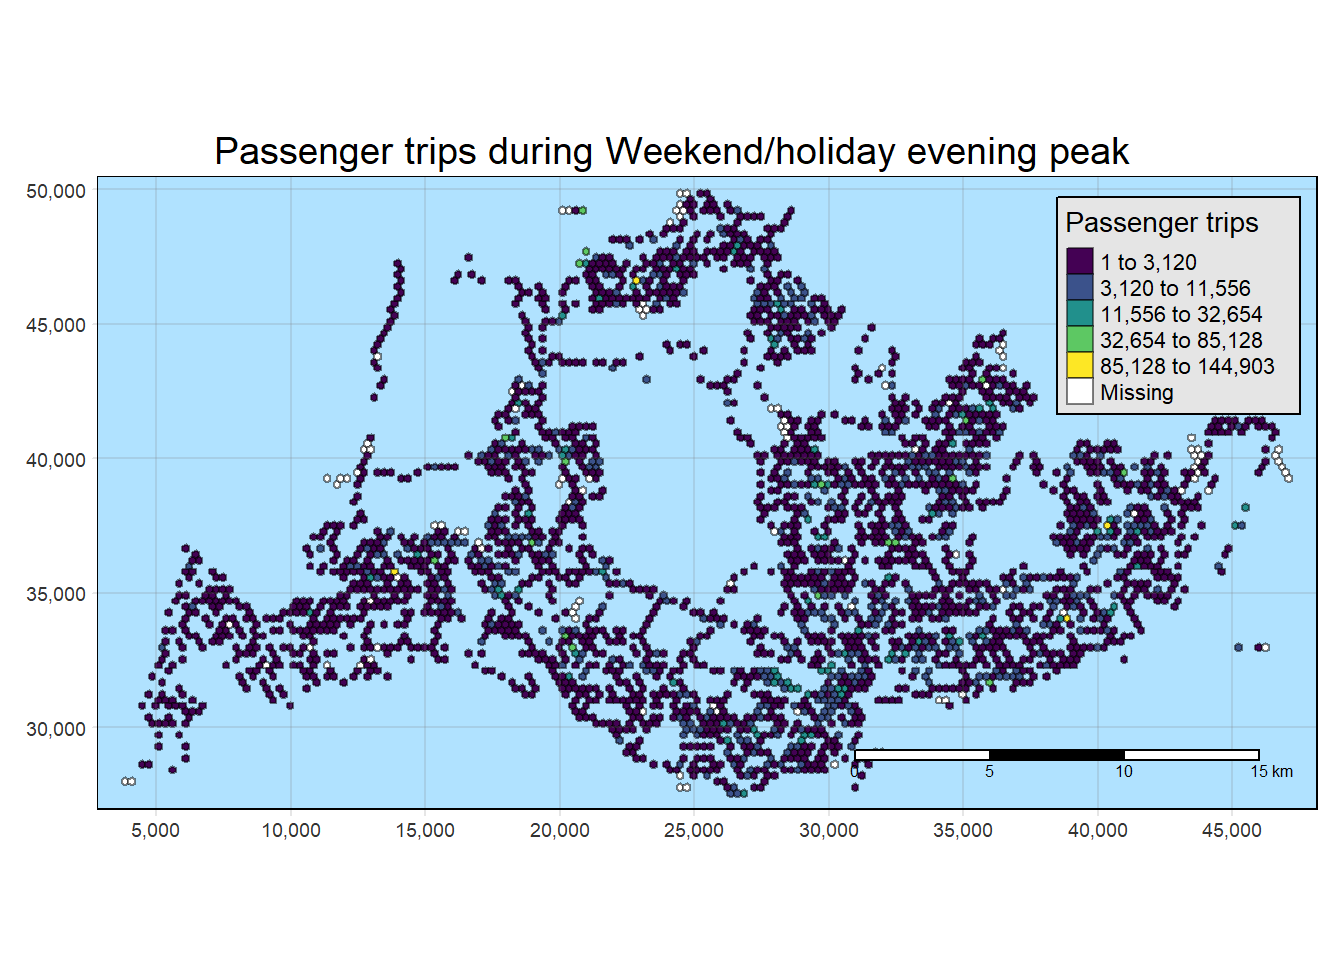 Passenger trips during Weekend/holiday evening peak
50,000
45,000
40,000
35,000
30,000
Passenger trips
1 to 3,120
3,120 to 11,556
11,556 to 32,654
32,654 to 85,128
85,128 to 144,903
Missing
0 5 10 15 km
5,000 10,000 15,000 20,000 25,000 30,000 35,000 40,000 45,000